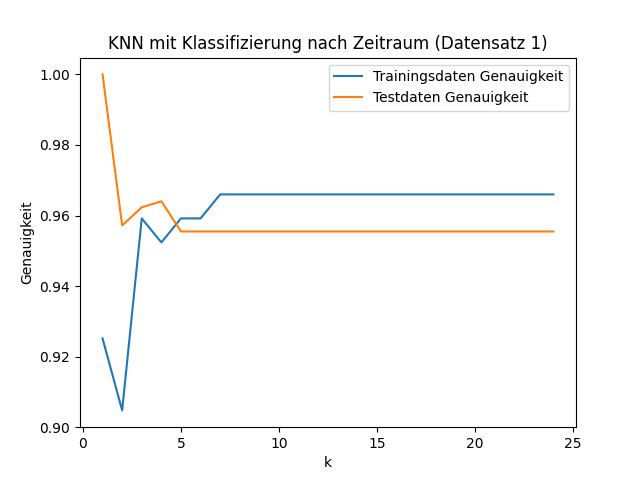 KNN mit Klassifizierung nach Zeitraum (Datensatz 1)
Trainingsdaten Genauigkeit
Testdaten Genauigkeit
1.00
0.98
0.96
0.94
0.92
0.90
Genauigkeit
0
5
10
15
20
25
k